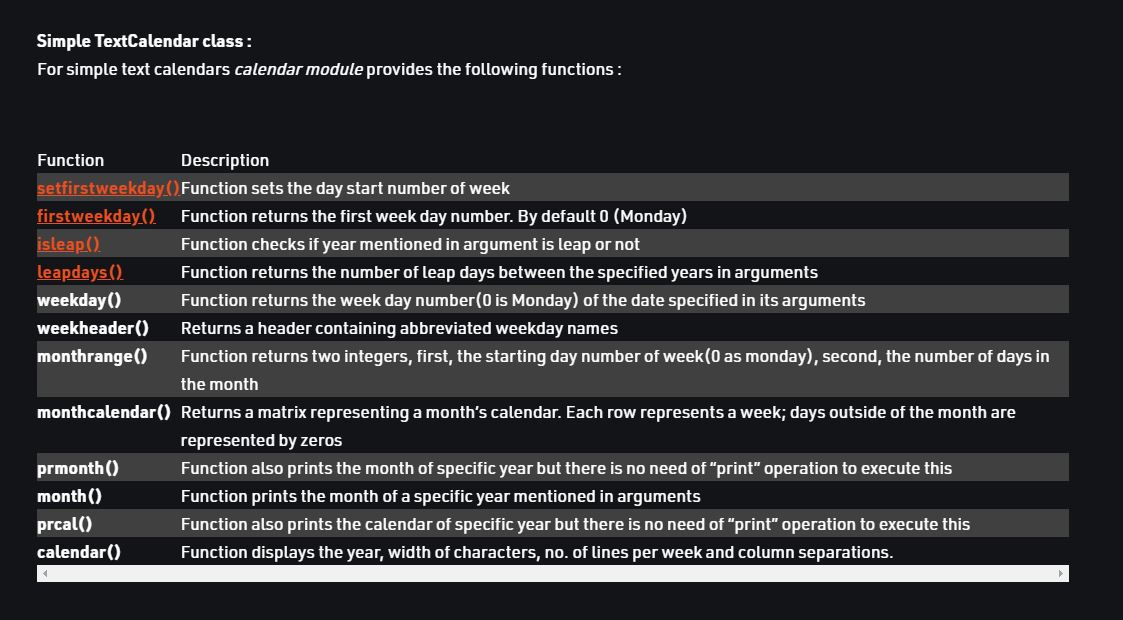 Simple TextCalendar class :
For simple text calendars calendar module provides the following functions :
Function Description
setfirstweekday() Function sets the day start number of week
firstweekday() Function returns the first week day number. By default 0 (Monday)
isleap() Function checks if year mentioned in argument is leap or not
leapdays() Function returns the number of leap days between the specified years in arguments
weekday() Function returns the week day number(0 is Monday) of the date specified in its arguments
weekheader() Returns a header containing abbreviated weekday names
monthrange() Function returns two integers, first, the starting day number of week(0 as monday), second, the number of days in
the month
monthcalendar() Returns a matrix representing a month’s calendar. Each row represents a week; days outside of the month are
represented by zeros
prmonth() Function also prints the month of specific year but there is no need of “print” operation to execute this
month() Function prints the month of a specific year mentioned in arguments
prcal() Function also prints the calendar of specific year but there is no need of “print” operation to execute this
calendar() Function displays the year, width of characters, no. of lines per week and column separations.